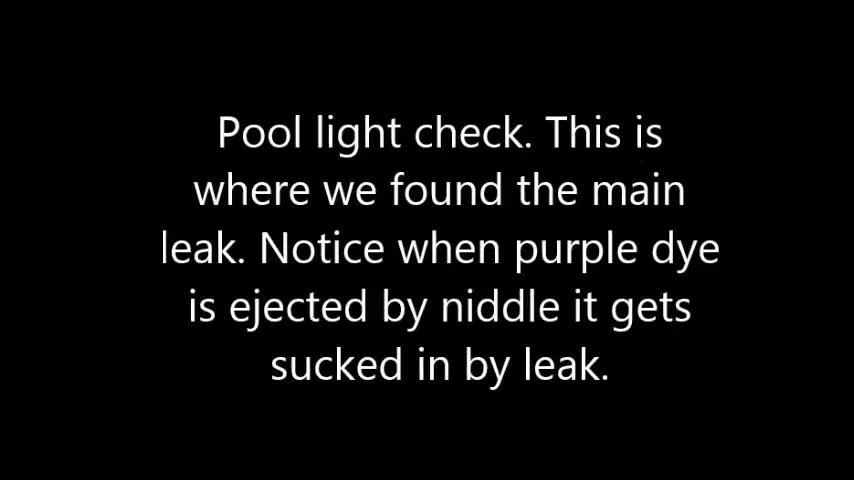 Pool light check. This is
where we found the main
leak. Notice when purple dye
is ejected by niddle it gets
sucked in by leak.